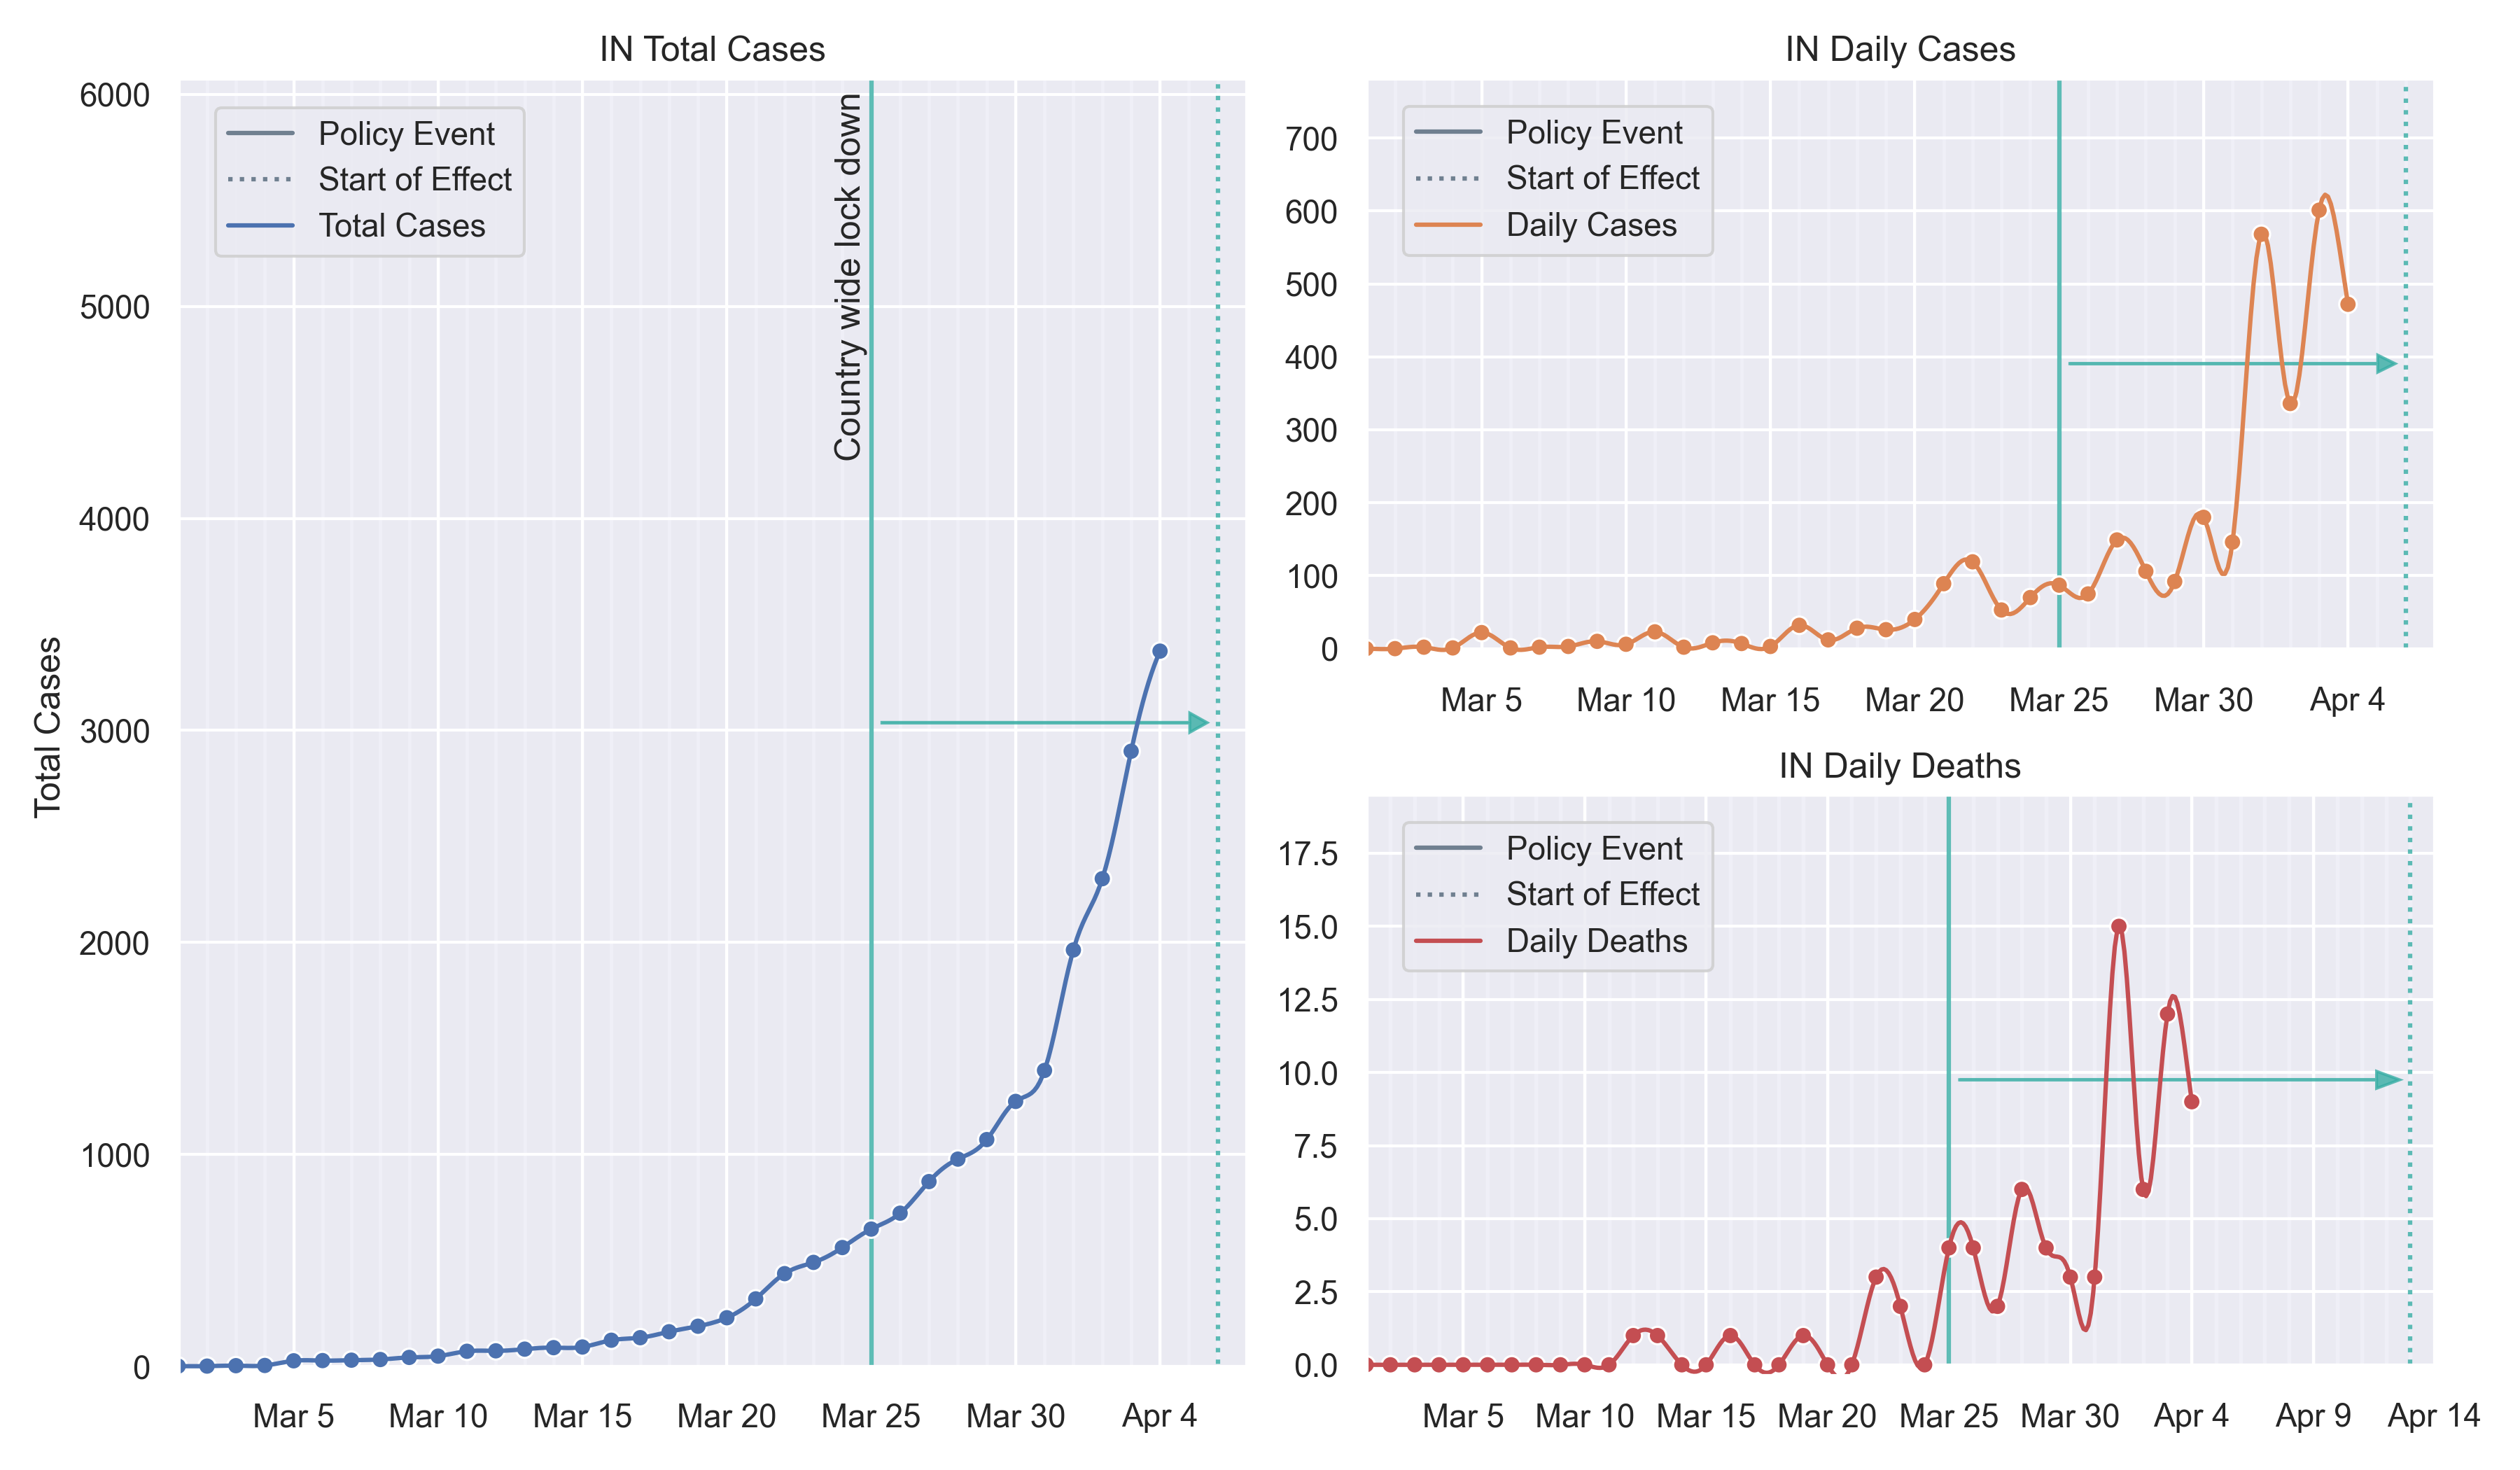 IN Total Cases
6000
5000
4000
3000
2000
1000
0
Total Cases
Policy Event
Start of Effect
Total Cases
Country wide lock down
Mar 5
Mar 10
Mar 15
Mar 20
Mar 25
Mar 30
Apr 4
IN Daily Cases
700
600
500
400
300
200
100
0
Policy Event
Start of Effect
Daily Cases
Mar 5
Mar 10
Mar 15
Mar 20
Mar 25
Mar 30
Apr 4
IN Daily Deaths
17.5
15.0
12.5
10.0
7.5
5.0
2.5
0.0
Policy Event
Start of Effect
Daily Deaths
Mar 5
Mar 10
Mar 15
Mar 20
Mar 25
Mar 30
Apr 4
Apr 9
Apr 14